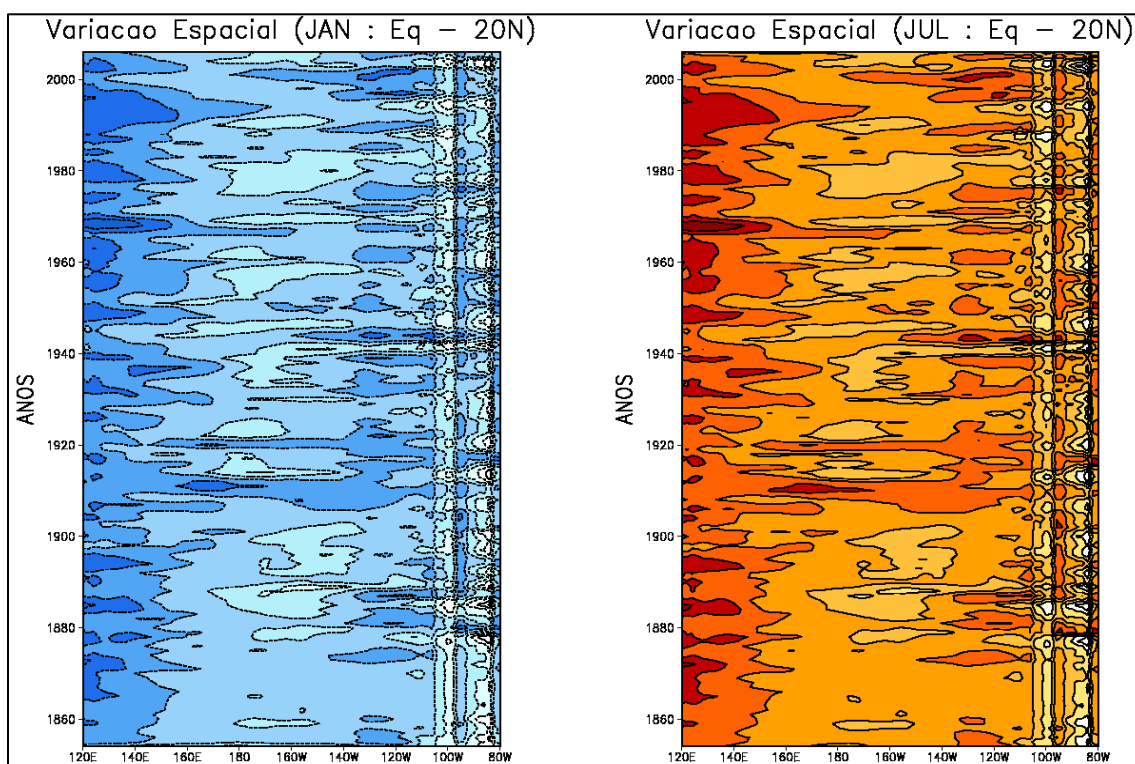 Variacao Espacial (JAN : Eq – 20N)
ANOS
2000
1980
1960
1940
1920
1900
1880
1860
120E 140E 160E 180 160W 140W 120W 100W 80W
Variacao Espacial (JUL : Eq – 20N)
ANOS
2000
1980
1960
1940
1920
1900
1880
1860
120E 140E 160E 180 160W 140W 120W 100W 80W